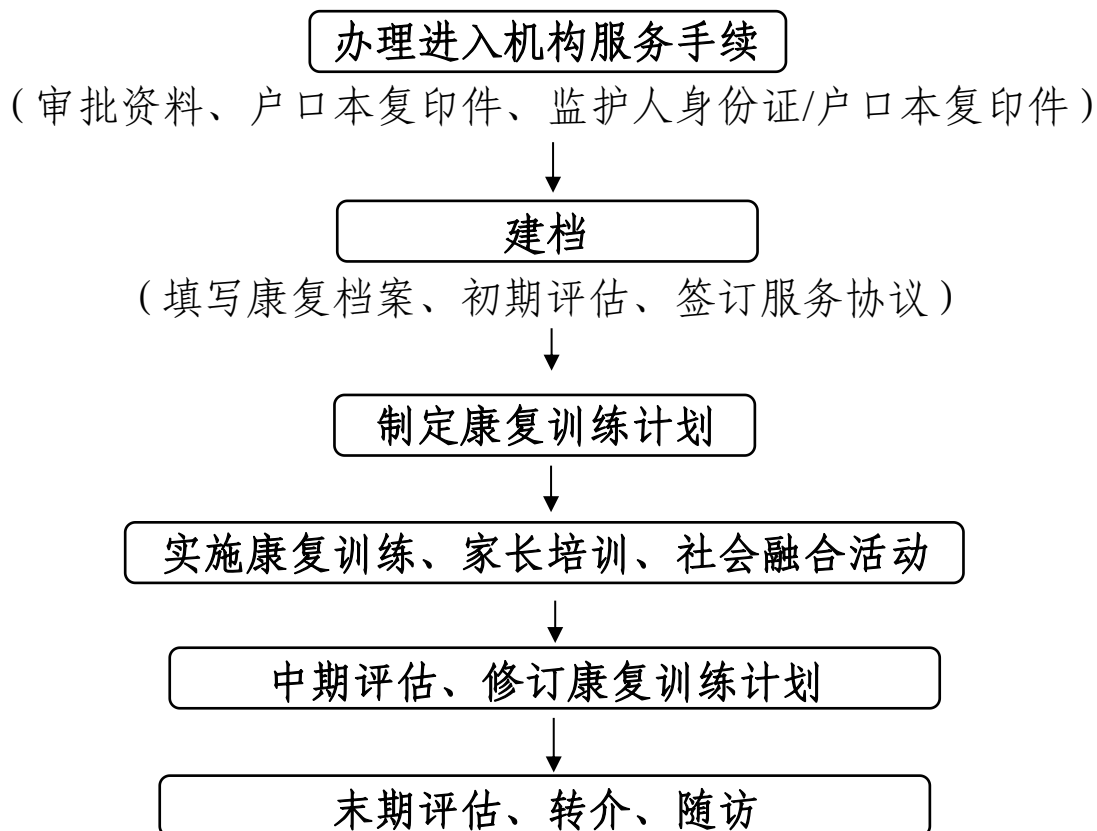 办理进入机构服务手续
（审批资料、户口本复印件、监护人身份证/户口本复印件）
建档
（填写康复档案、初期评估、签订服务协议）
制定康复训练计划
实施康复训练、家长培训、社会融合活动
中期评估、修订康复训练计划
末期评估、转介、随访